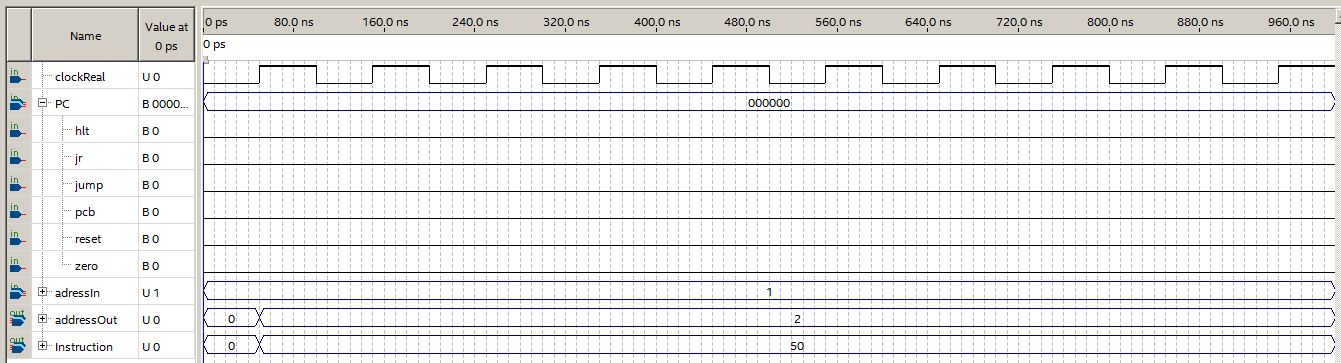 Name Value at 0 ps 0 ps 80.0 ns 160.0 ns 240.0 ns 320.0 ns 400.0 ns 480.0 ns 560.0 ns 640.0 ns 720.0 ns 800.0 ns 880.0 ns 960.0 ns
0 ps
in clockReal U 0
in PC B 0000... 000000
in hlt B 0
in jr B 0
in jump B 0
in pcb B 0
in reset B 0
in zero B 0
in adressIn U 1 1
out addressOut U 0 0 2
out Instruction U 0 0 50